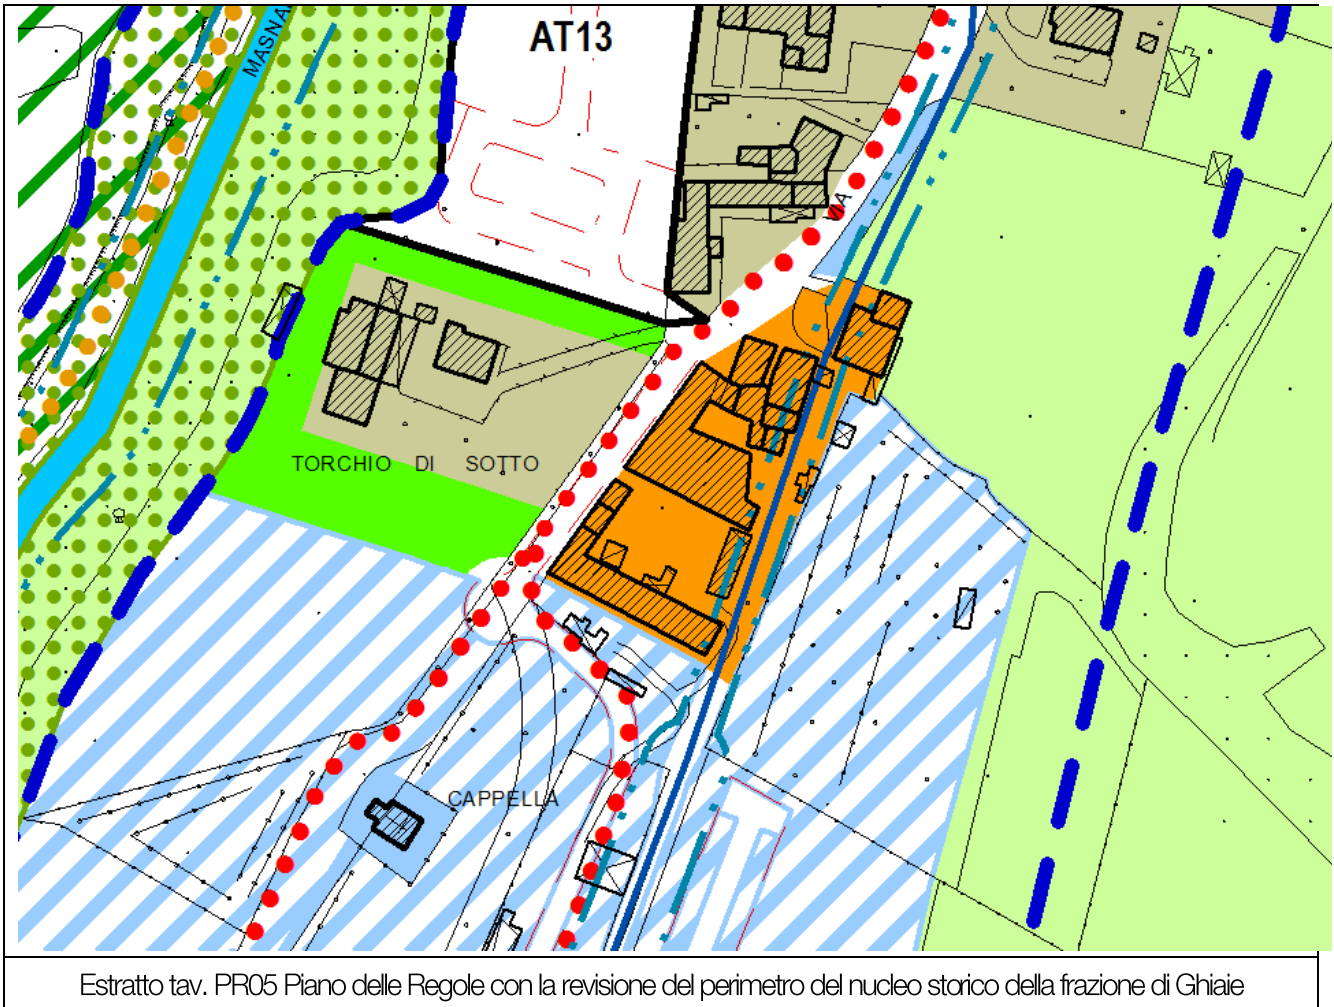 AT13
MASNA
VIA
TORCHIO DI SOTTO
CAPPELLA
Estratto tav. PR05 Piano delle Regole con la revisione del perimetro del nucleo storico della frazione di Ghiaie